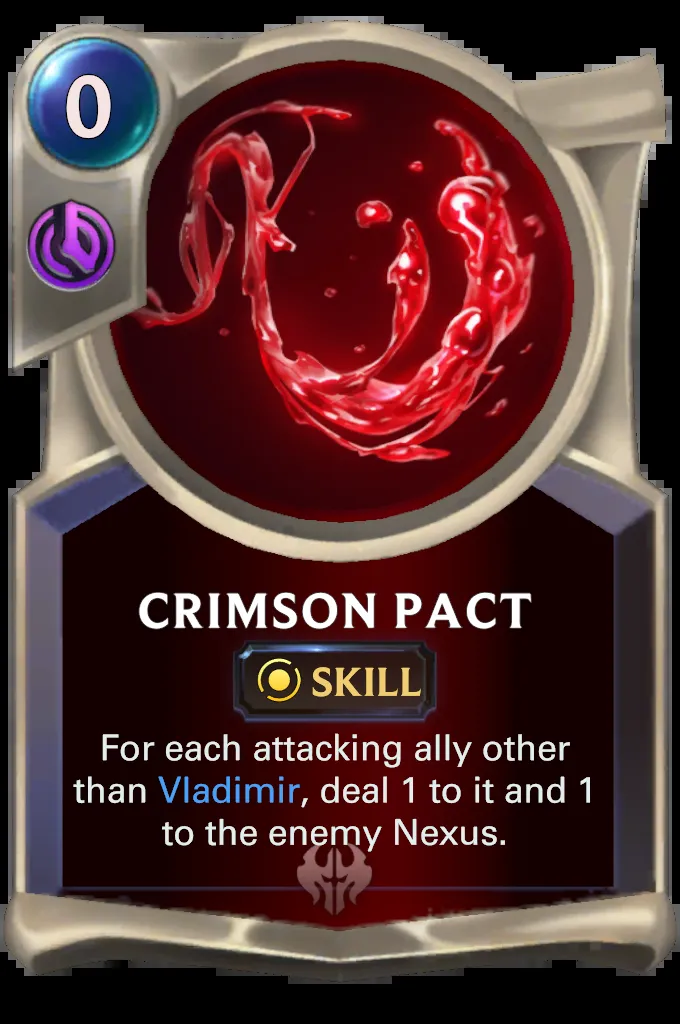 0
CRIMSON PACT
SKILL
For each attacking ally other
than Vladimir, deal 1 to it and 1
to the enemy Nexus.